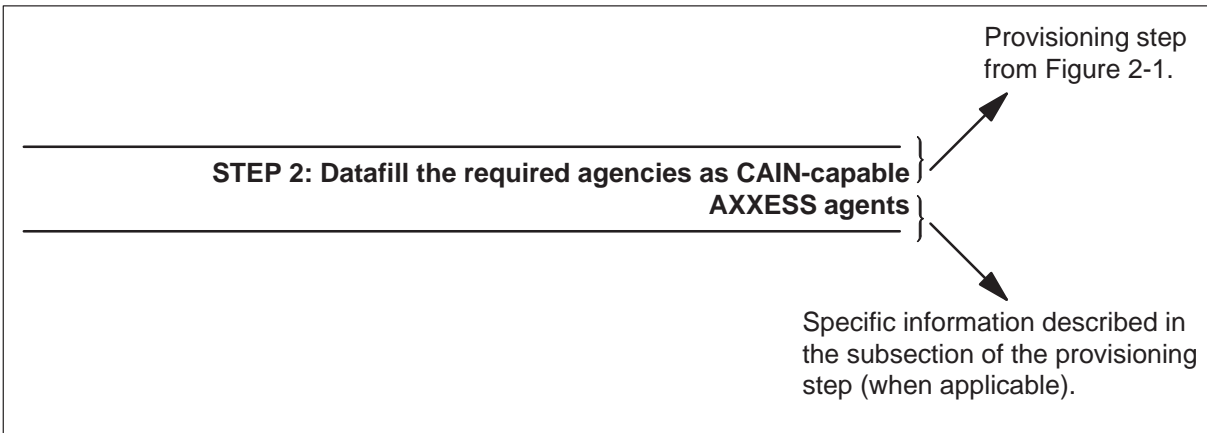 Provisioning step
from Figure 2-1.
STEP 2: Datafill the required agencies as CAIN-capable
AXXESS agents
Specific information described in
the subsection of the provisioning
step (when applicable).